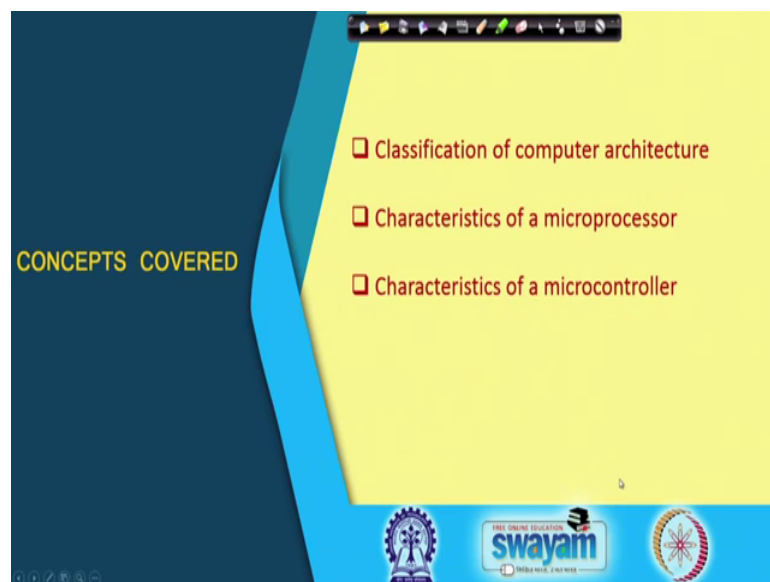 CONCEPTS COVERED
Classification of computer architecture
Characteristics of a microprocessor
Characteristics of a microcontroller
FREE ONLINE EDUCATION
swayam